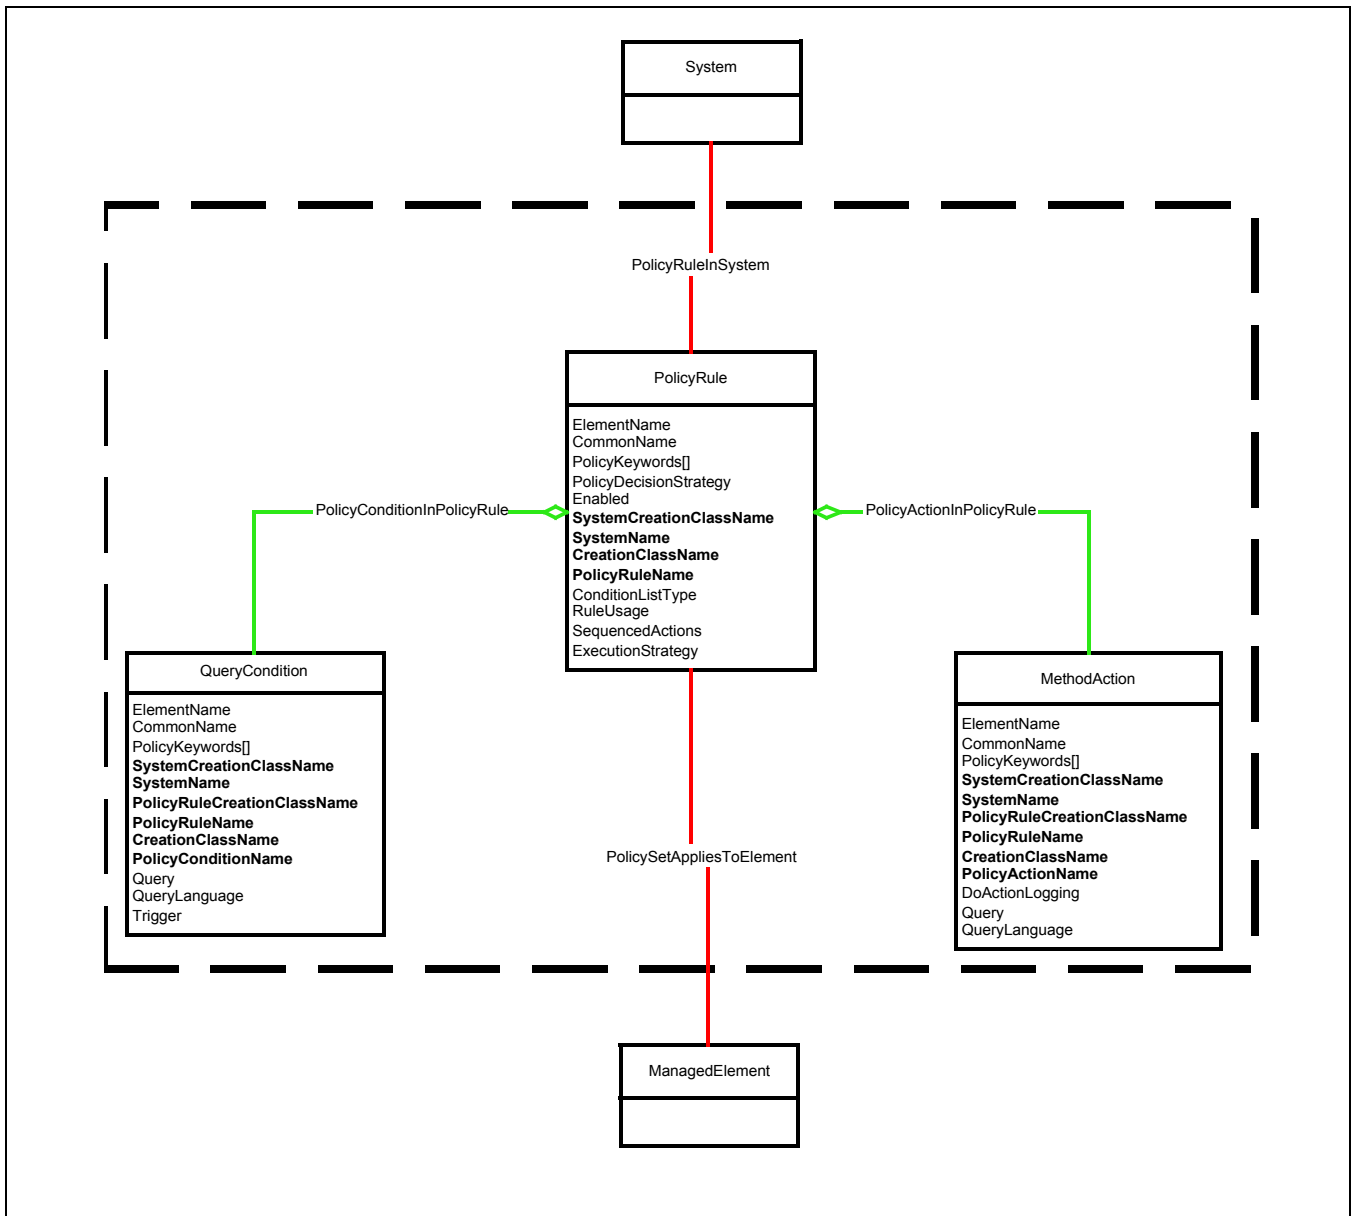 System
PolicyRuleInSystem
PolicyRule
ElementName
CommonName
PolicyKeywords[]
PolicyDecisionStrategy
Enabled
SystemCreationClassName
SystemName
CreationClassName
PolicyRuleName
ConditionListType
RuleUsage
SequencedActions
ExecutionStrategy
PolicyConditionInPolicyRule
PolicyActionInPolicyRule
QueryCondition
ElementName
CommonName
PolicyKeywords[]
SystemCreationClassName
SystemName
PolicyRuleCreationClassName
PolicyRuleName
CreationClassName
PolicyConditionName
Query
QueryLanguage
Trigger
MethodAction
ElementName
CommonName
PolicyKeywords[]
SystemCreationClassName
SystemName
PolicyRuleCreationClassName
PolicyRuleName
CreationClassName
PolicyActionName
DoActionLogging
Query
QueryLanguage
PolicySetAppliesToElement
ManagedElement